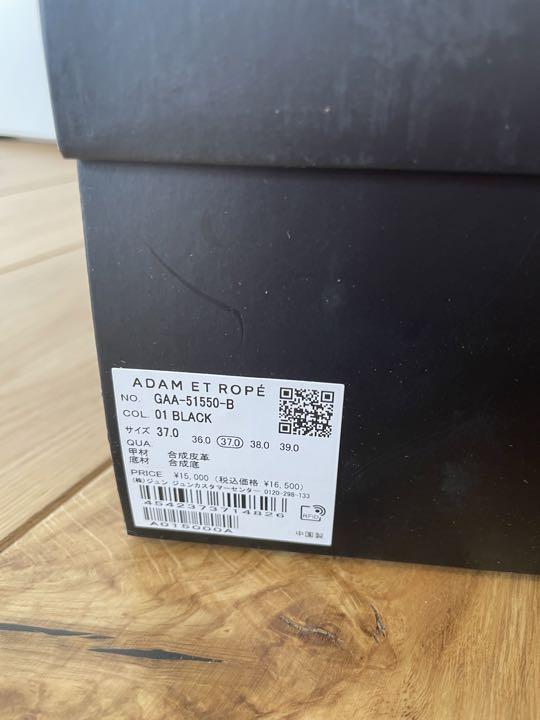 ADAM ET ROPÉ
NO. GAA-51550-B
COL. 01 BLACK
サイズ 37.0
36.0 37.0 38.0 39.0
QUA
甲材 合成皮革
底材 合成底
PRICE ¥15,000 (税込価格 ¥16,500)
(株)ジュン ジュンカスタマーセンター 0120-298-133
4542373714826
A015000A
RFID
中国製